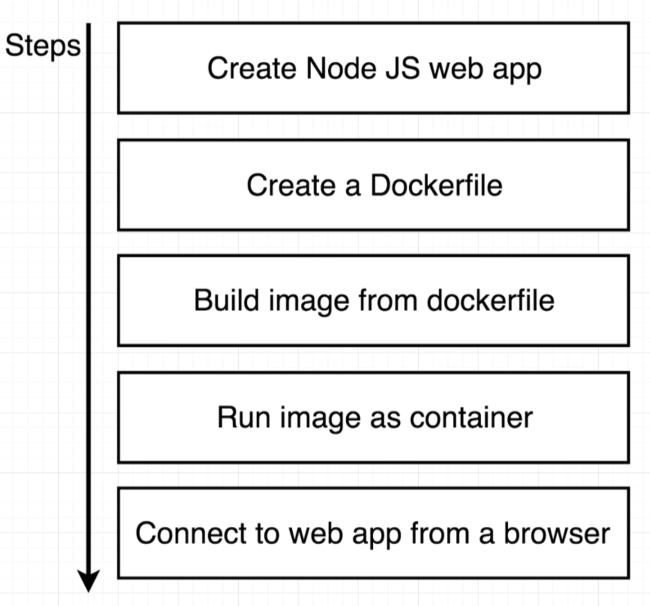 Steps
Create Node JS web app
Create a Dockerfile
Build image from dockerfile
Run image as container
Connect to web app from a browser